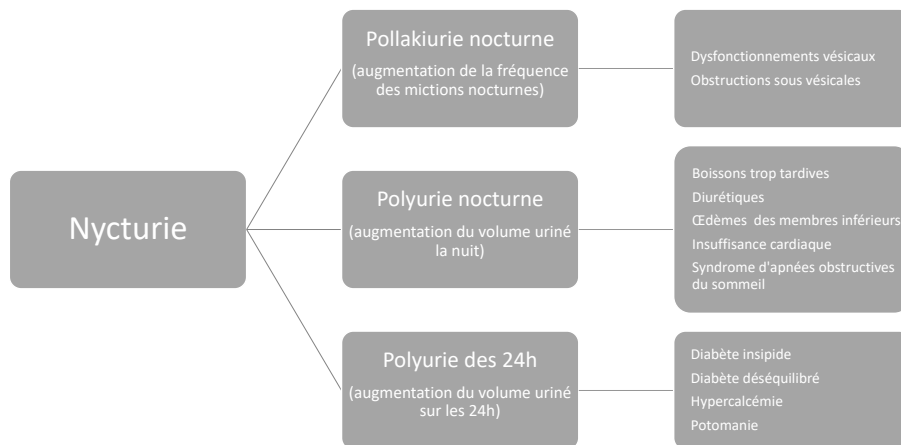 Nycturie
Pollakiurie nocturne
(augmentation de la fréquence
des mictions nocturnes)
Dysfonctionnements vésicaux
Obstructions sous vésicales
Polyurie nocturne
(augmentation du volume uriné
la nuit)
Boissons trop tardives
Diurétiques
Œdèmes des membres inférieurs
Insuffisance cardiaque
Syndrome d'apnées obstructives
du sommeil
Polyurie des 24h
(augmentation du volume uriné
sur les 24h)
Diabète insipide
Diabète déséquilibré
Hypercalcémie
Potomanie